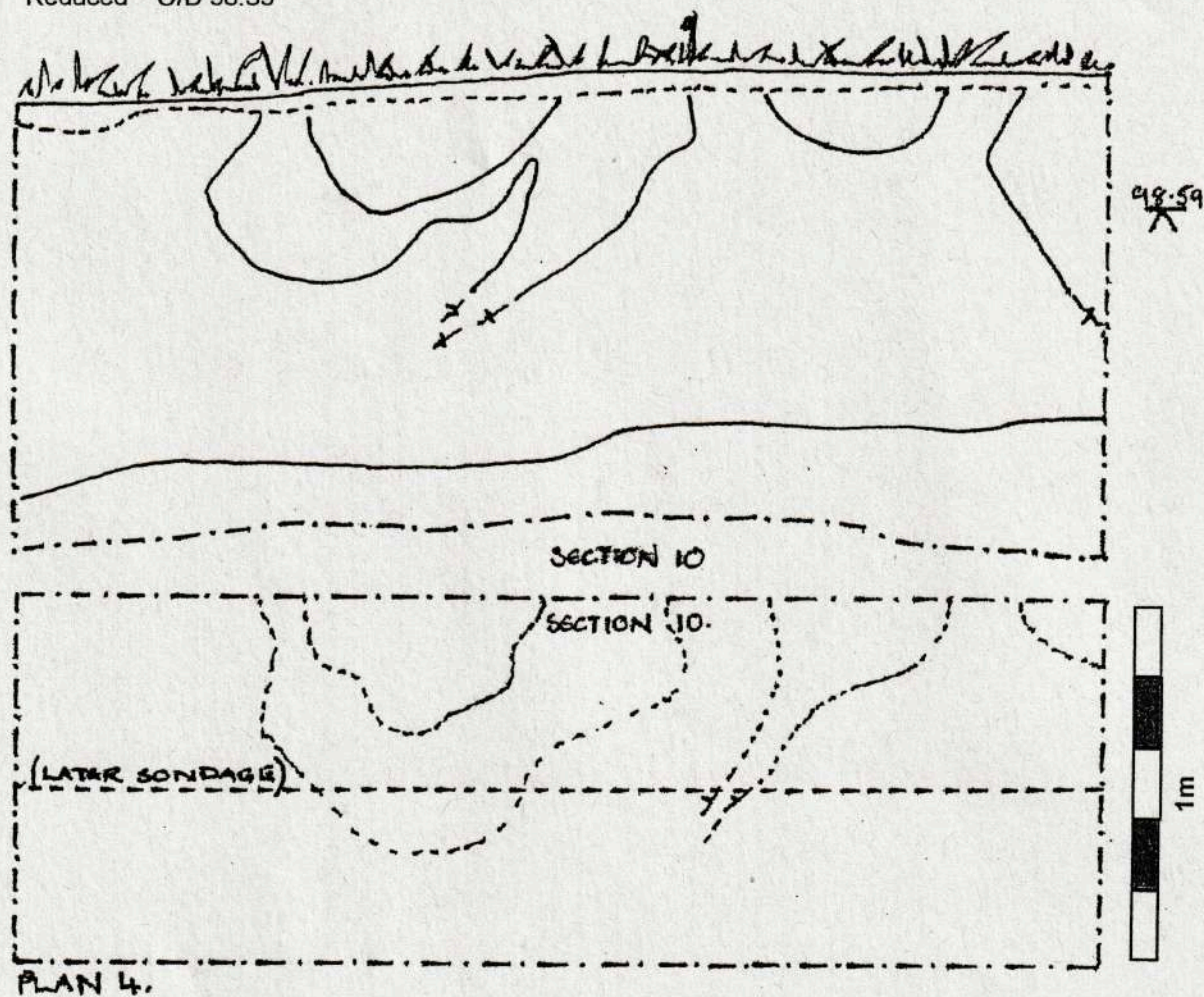 98.59
SECTION 10
SECTION 10.
(LATER SONDAGE)
1m
PLAN 4.